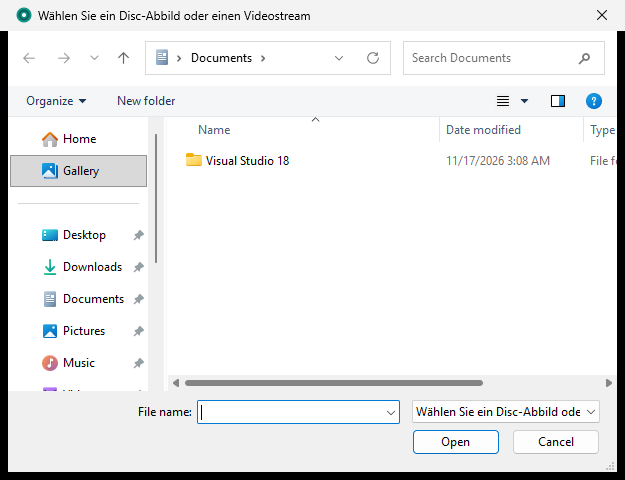 Wählen Sie ein Disc-Abbild oder einen Videostream
Documents
Search Documents
Organize
New folder
Home
Gallery
Desktop
Downloads
Documents
Pictures
Music
Name
Date modified
Type
Visual Studio 18
11/17/2026 3:08 AM
File
File name:
Wählen Sie ein Disc-Abbild ode
Open
Cancel